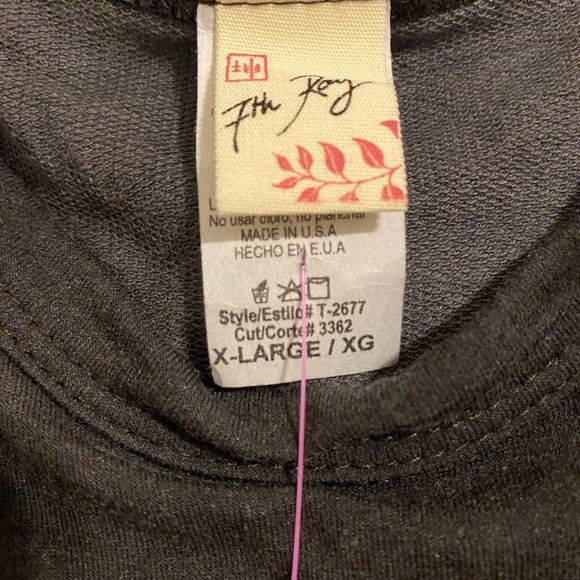 7th Ray
No usar cloro, no planchar
MADE IN U.S.A
HECHO EN E.U.A
Style/Estilo# T-2677
Cut/Corte# 3362
X-LARGE / XG